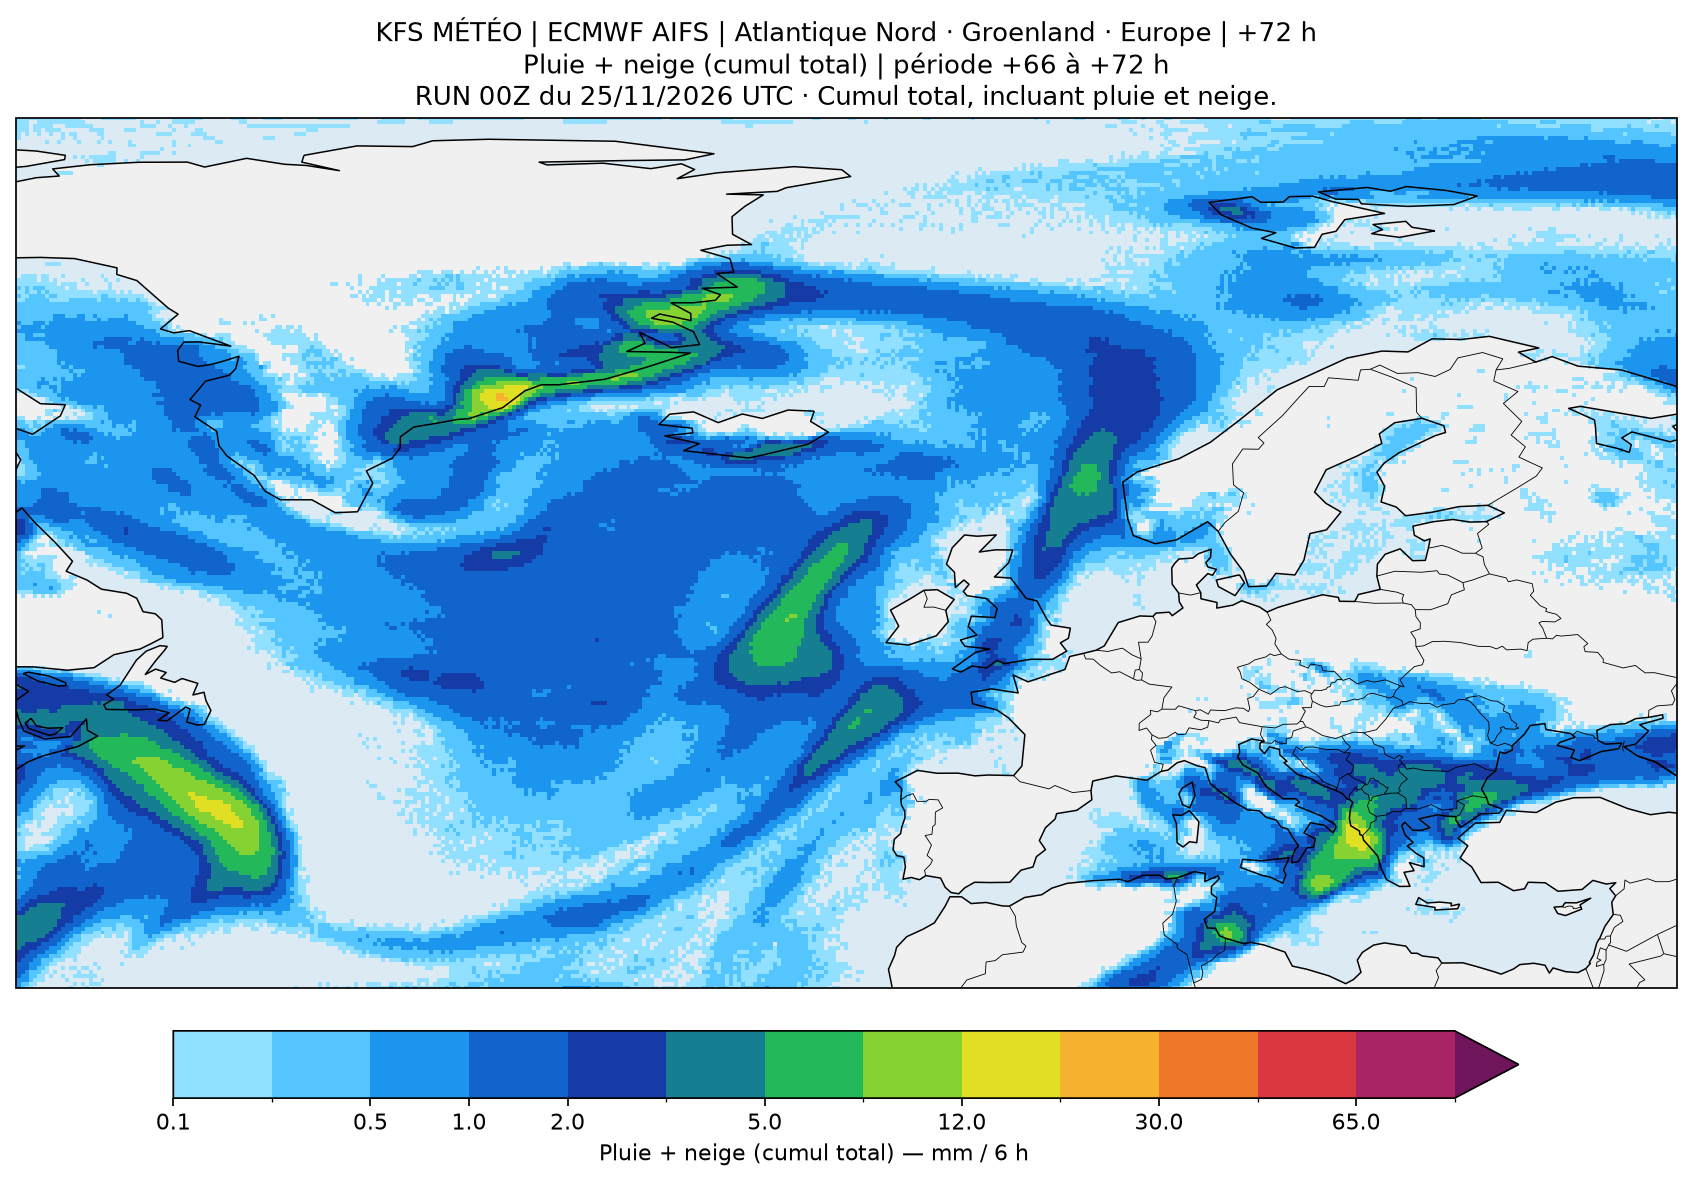 KFS MÉTÉO | ECMWF AIFS | Atlantique Nord · Groenland · Europe | +72 h
Pluie + neige (cumul total) | période +66 à +72 h
RUN 00Z du 25/11/2026 UTC · Cumul total, incluant pluie et neige.
0.1 0.5 1.0 2.0 5.0 12.0 30.0 65.0
Pluie + neige (cumul total) — mm / 6 h